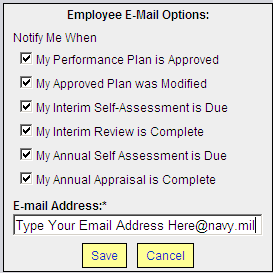 Employee E-Mail Options:
Notify Me When
My Performance Plan is Approved
My Approved Plan was Modified
My Interim Self-Assessment is Due
My Interim Review is Complete
My Annual Self Assessment is Due
My Annual Appraisal is Complete
E-mail Address:*
Type Your Email Address Here@navy.mil
Save Cancel